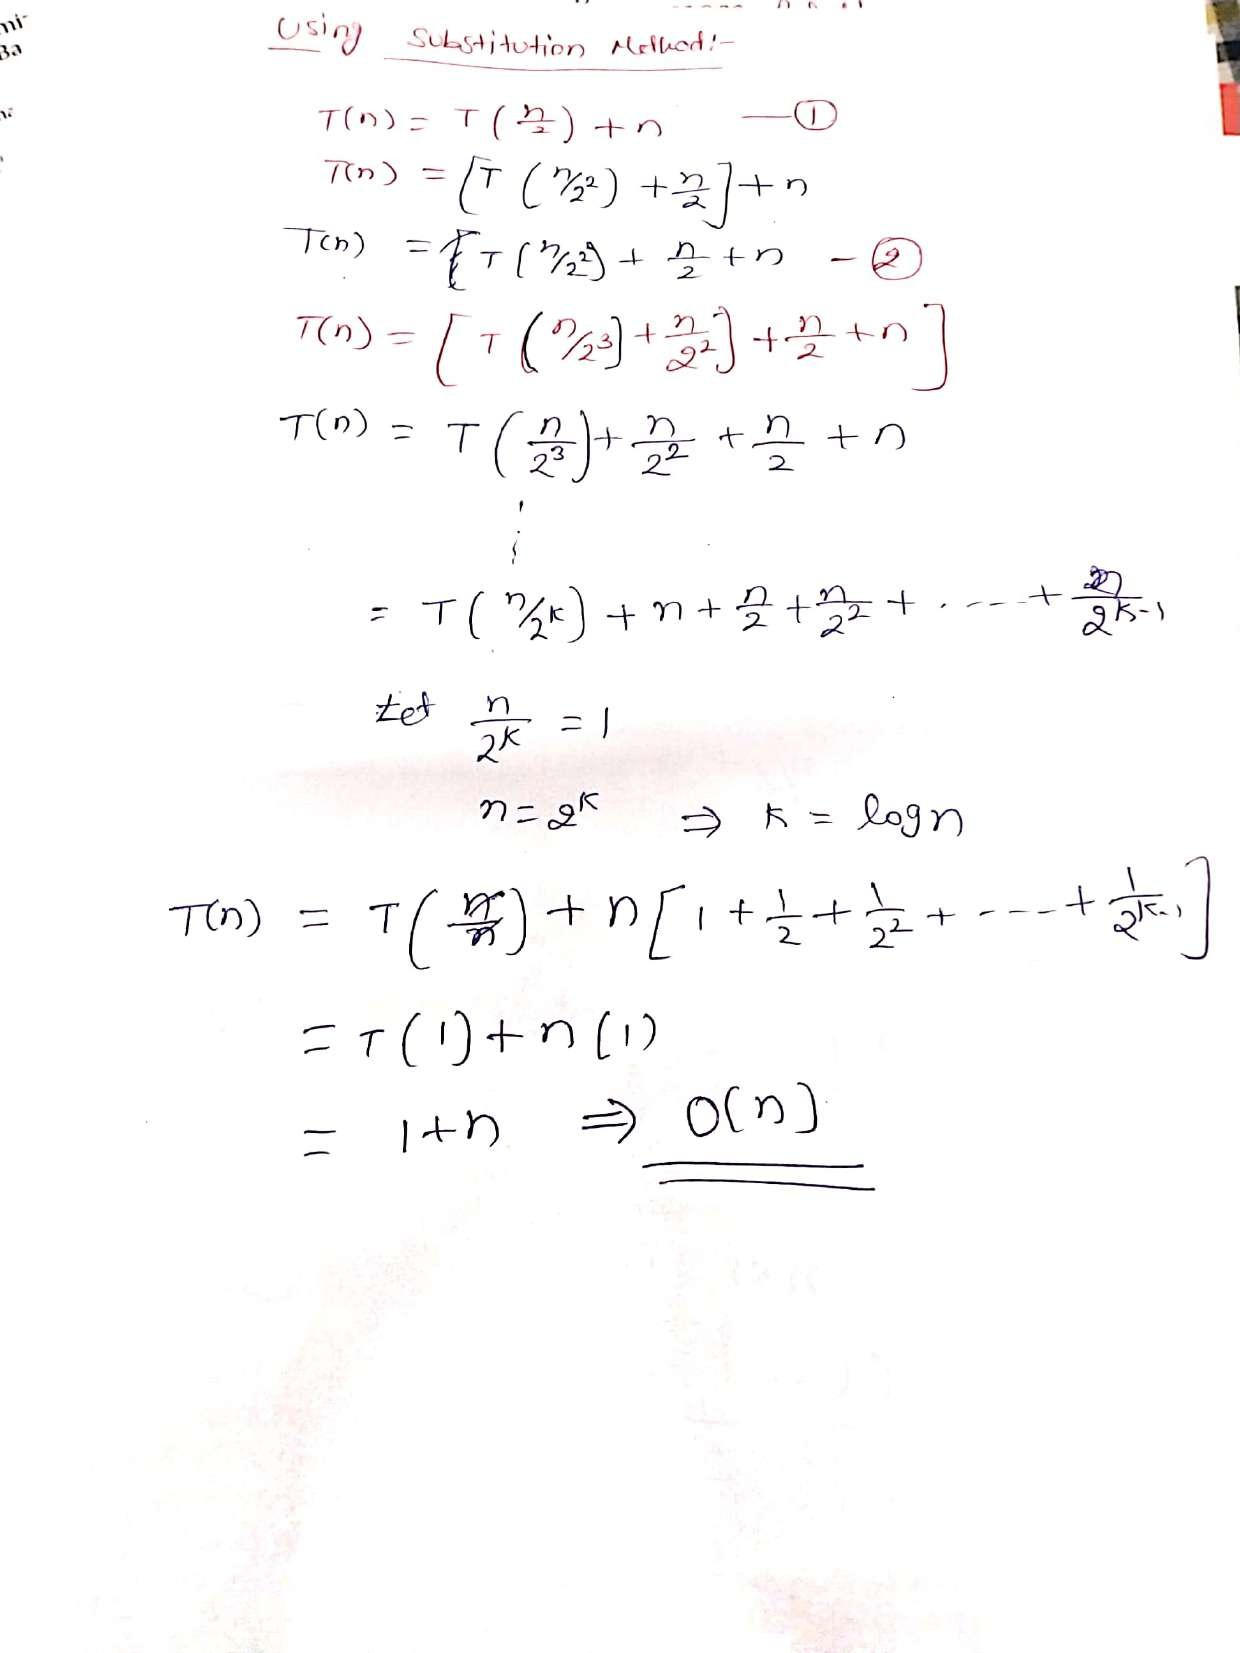 Using Substitution Method:-
T(n) = T(n/2) + n —①
T(n) = [T(n/2²) + n/2] + n
T(n) = [T(n/2²) + n/2 + n - ②
T(n) = [T(n/2³] + n/2²] + n/2 + n]
T(n) = T(n/2³) + n/2² + n/2 + n
= T(n/2^k) + n + n/2 + n/2² + .--- + n/2^k-1
Let n/2^k = 1
n = 2^k ⇒ k = log n
T(n) = T(n/n) + n[1 + 1/2 + 1/2² + --- + 1/2^k-1]
= T(1) + n(1)
= 1+n ⇒ O(n)